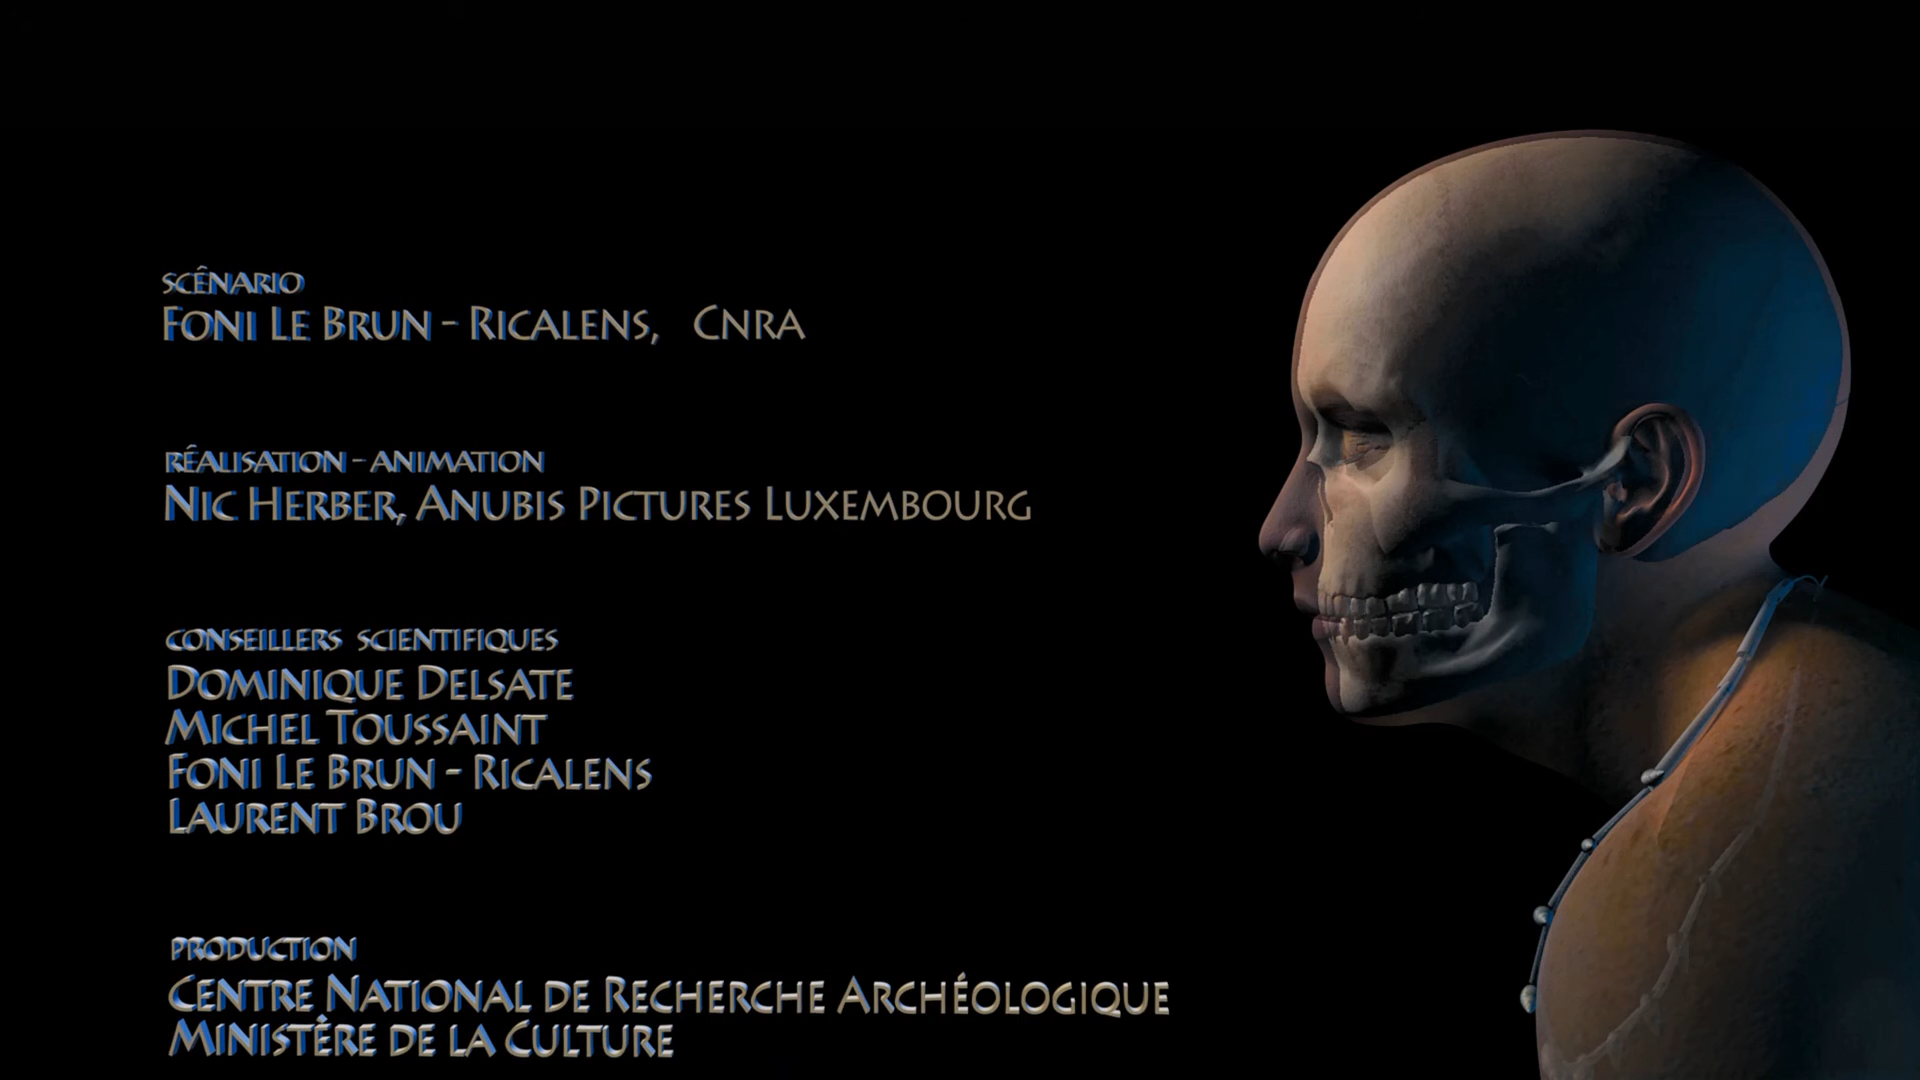 SCÉNARIO
FONI LE BRUN - RICALENS, CNRA
RÉALISATION - ANIMATION
NIC HERBER, ANUBIS PICTURES LUXEMBOURG
CONSEILLERS SCIENTIFIQUES
DOMINIQUE DELSATE
MICHEL TOUSSAINT
FONI LE BRUN - RICALENS
LAURENT BROU
PRODUCTION
CENTRE NATIONAL DE RECHERCHE ARCHÉOLOGIQUE
MINISTÈRE DE LA CULTURE